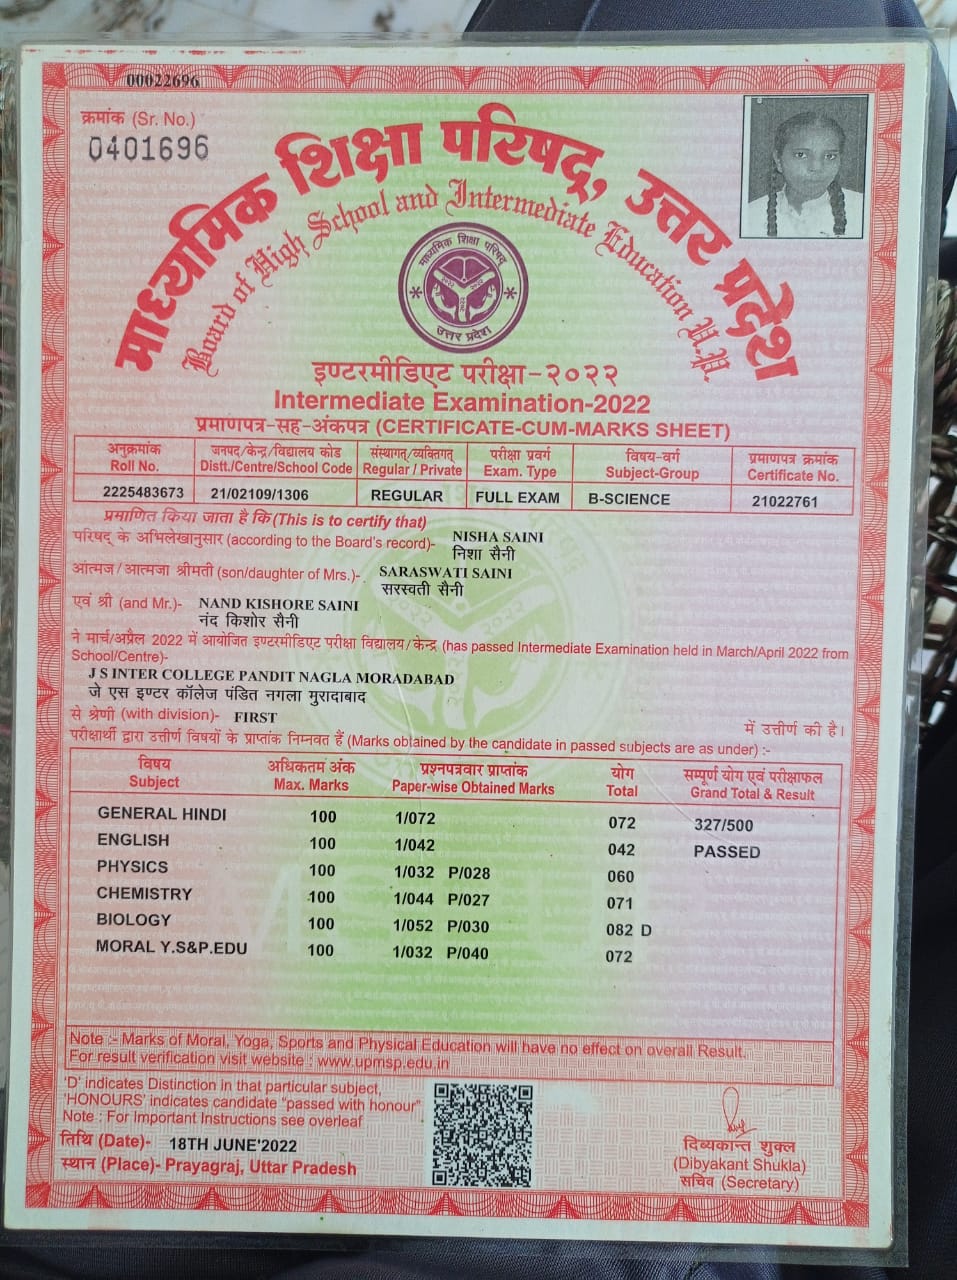 00022696
क्रमांक (Sr. No.)
0401696
माध्यमिक शिक्षा परिषद्, उत्तर प्रदेश
Board of High School and Intermediate Education U.P.
माध्यमिक शिक्षा परिषद्
उत्तर प्रदेश
इण्टरमीडिएट परीक्षा-२०२२
Intermediate Examination-2022
प्रमाणपत्र-सह-अंकपत्र (CERTIFICATE-CUM-MARKS SHEET)
अनुक्रमांक जनपद/केन्द्र/विद्यालय कोड संस्थागत्/व्यक्तिगत् परीक्षा प्रवर्ग विषय-वर्ग प्रमाणपत्र क्रमांक
Roll No. Distt./Centre/School Code Regular / Private Exam. Type Subject-Group Certificate No.
2225483673 21/02109/1306 REGULAR FULL EXAM B-SCIENCE 21022761
प्रमाणित किया जाता है कि (This is to certify that)
परिषद् के अभिलेखानुसार (according to the Board's record)- NISHA SAINI
निशा सैनी
आत्मज/आत्मजा श्रीमती (son/daughter of Mrs.)- SARASWATI SAINI
सरस्वती सैनी
एवं श्री (and Mr.)- NAND KISHORE SAINI
नंद किशोर सैनी
ने मार्च/अप्रैल 2022 में आयोजित इण्टरमीडिएट परीक्षा विद्यालय/केन्द्र (has passed Intermediate Examination held in March/April 2022 from
School/Centre)-
J S INTER COLLEGE PANDIT NAGLA MORADABAD
जे एस इण्टर कॉलेज पंडित नगला मुरादाबाद
से श्रेणी (with division)- FIRST में उत्तीर्ण की है।
परीक्षार्थी द्वारा उत्तीर्ण विषयों के प्राप्तांक निम्नवत हैं (Marks obtained by the candidate in passed subjects are as under) :-
विषय अधिकतम अंक प्रश्नपत्रवार प्राप्तांक योग सम्पूर्ण योग एवं परीक्षाफल
Subject Max. Marks Paper-wise Obtained Marks Total Grand Total & Result
GENERAL HINDI 100 1/072 072 327/500
ENGLISH 100 1/042 042 PASSED
PHYSICS 100 1/032 P/028 060
CHEMISTRY 100 1/044 P/027 071
BIOLOGY 100 1/052 P/030 082 D
MORAL Y.S&P.EDU 100 1/032 P/040 072
Note :- Marks of Moral, Yoga, Sports and Physical Education will have no effect on overall Result.
For result verification visit website : www.upmsp.edu.in
'D' indicates Distinction in that particular subject,
'HONOURS' indicates candidate "passed with honour"
Note : For Important Instructions see overleaf
तिथि (Date)- 18TH JUNE'2022
स्थान (Place)- Prayagraj, Uttar Pradesh
दिब्यकान्त शुक्ल
(Dibyakant Shukla)
सचिव (Secretary)